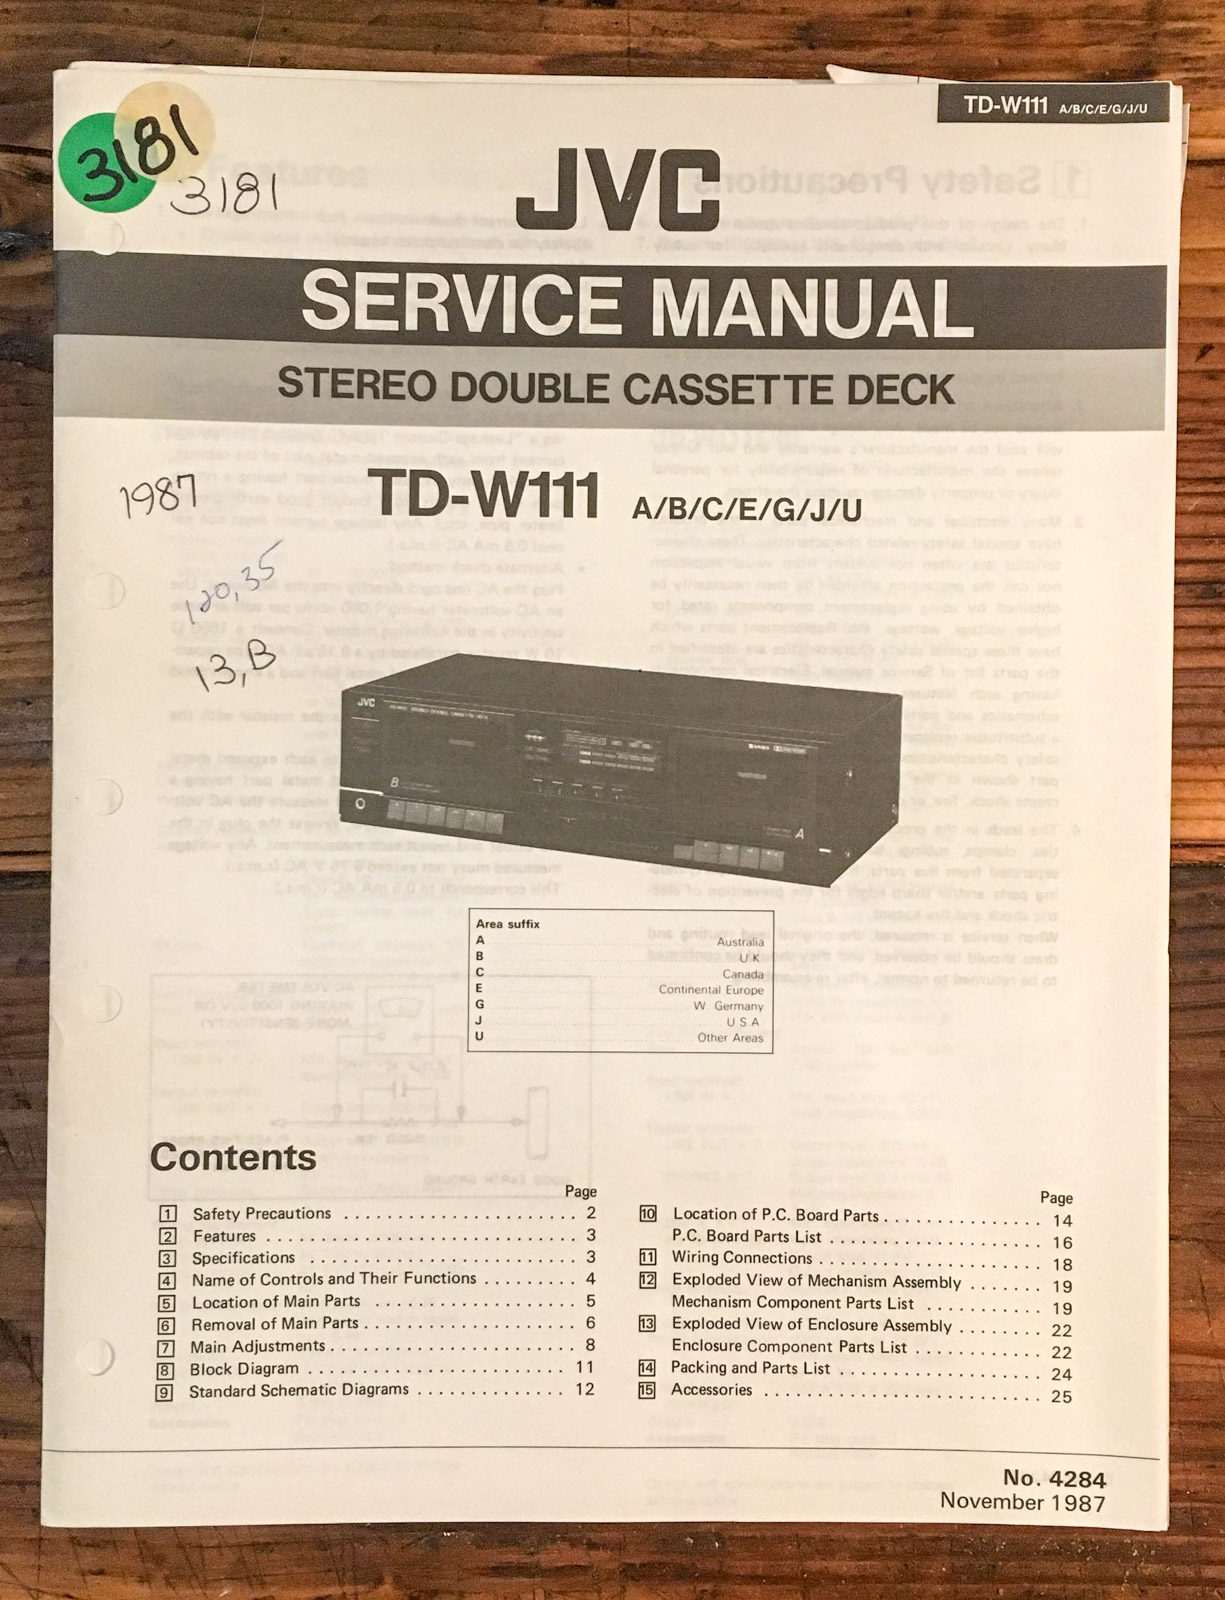 TD-W111 A/B/C/E/G/J/U
3181
3181
JVC
SERVICE MANUAL
STEREO DOUBLE CASSETTE DECK
1987
TD-W111 A/B/C/E/G/J/U
120,35
13,B
JVC
B
A
Area suffix
A Australia
B U K
C Canada
E Continental Europe
G W. Germany
J U S A
U Other Areas
Contents
Page
1 Safety Precautions . . . . . . . . . . . . . . . . . . . . . . 2
2 Features . . . . . . . . . . . . . . . . . . . . . . . . . . . . . 3
3 Specifications . . . . . . . . . . . . . . . . . . . . . . . . . 3
4 Name of Controls and Their Functions . . . . . . . . . 4
5 Location of Main Parts . . . . . . . . . . . . . . . . . . . 5
6 Removal of Main Parts . . . . . . . . . . . . . . . . . . . . 6
7 Main Adjustments . . . . . . . . . . . . . . . . . . . . . . . 8
8 Block Diagram . . . . . . . . . . . . . . . . . . . . . . . . . 11
9 Standard Schematic Diagrams . . . . . . . . . . . . . . 12
Page
10 Location of P.C. Board Parts . . . . . . . . . . . . . . . 14
P.C. Board Parts List . . . . . . . . . . . . . . . . . . . . 16
11 Wiring Connections . . . . . . . . . . . . . . . . . . . . . 18
12 Exploded View of Mechanism Assembly . . . . . . . 19
Mechanism Component Parts List . . . . . . . . . . . 19
13 Exploded View of Enclosure Assembly . . . . . . . . 22
Enclosure Component Parts List . . . . . . . . . . . . 22
14 Packing and Parts List . . . . . . . . . . . . . . . . . . . . 24
15 Accessories . . . . . . . . . . . . . . . . . . . . . . . . . . . 25
No. 4284
November 1987